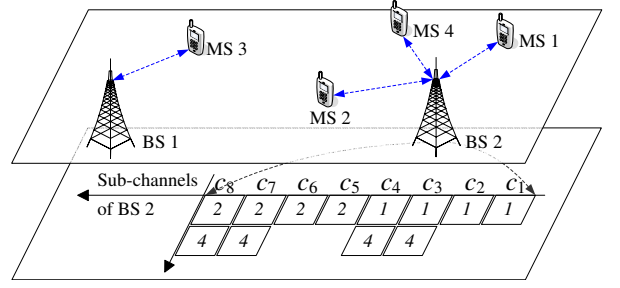 MS 4
MS 1
MS 3
MS 2
BS 1
BS 2
Sub-channels
of BS 2
c8 c7 c6 c5 c4 c3 c2 c1
2 2 2 2 1 1 1 1
4 4 4 4